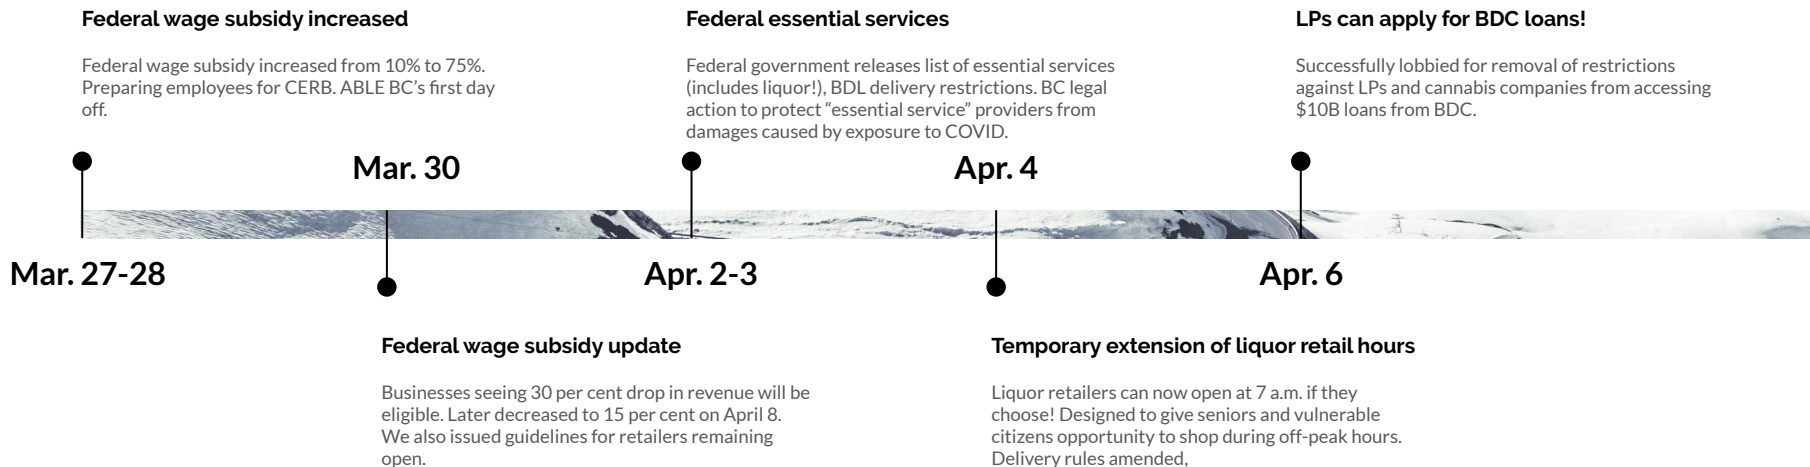 Federal wage subsidy increased
Federal wage subsidy increased from 10% to 75%.
Preparing employees for CERB. ABLE BC’s first day
off.
Mar. 27-28
Mar. 30
Federal wage subsidy update
Businesses seeing 30 per cent drop in revenue will be
eligible. Later decreased to 15 per cent on April 8.
We also issued guidelines for retailers remaining
open.
Federal essential services
Federal government releases list of essential services
(includes liquor!), BDL delivery restrictions. BC legal
action to protect “essential service” providers from
damages caused by exposure to COVID.
Apr. 2-3
Apr. 4
Temporary extension of liquor retail hours
Liquor retailers can now open at 7 a.m. if they
choose! Designed to give seniors and vulnerable
citizens opportunity to shop during off-peak hours.
Delivery rules amended,
LPs can apply for BDC loans!
Successfully lobbied for removal of restrictions
against LPs and cannabis companies from accessing
$10B loans from BDC.
Apr. 6